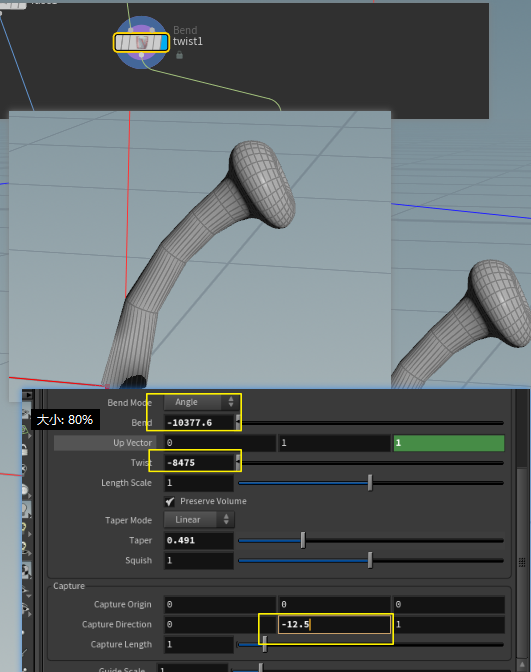 Bend
twist1
大小: 80%
Bend Mode Angle
Bend -10377.6
Up Vector 0 1 1
Twist -8475
Length Scale 1
Preserve Volume
Taper Mode Linear
Taper 0.491
Squish 1
Capture
Capture Origin 0 0 0
Capture Direction 0 -12.5 1
Capture Length 1
Guide Scale 1